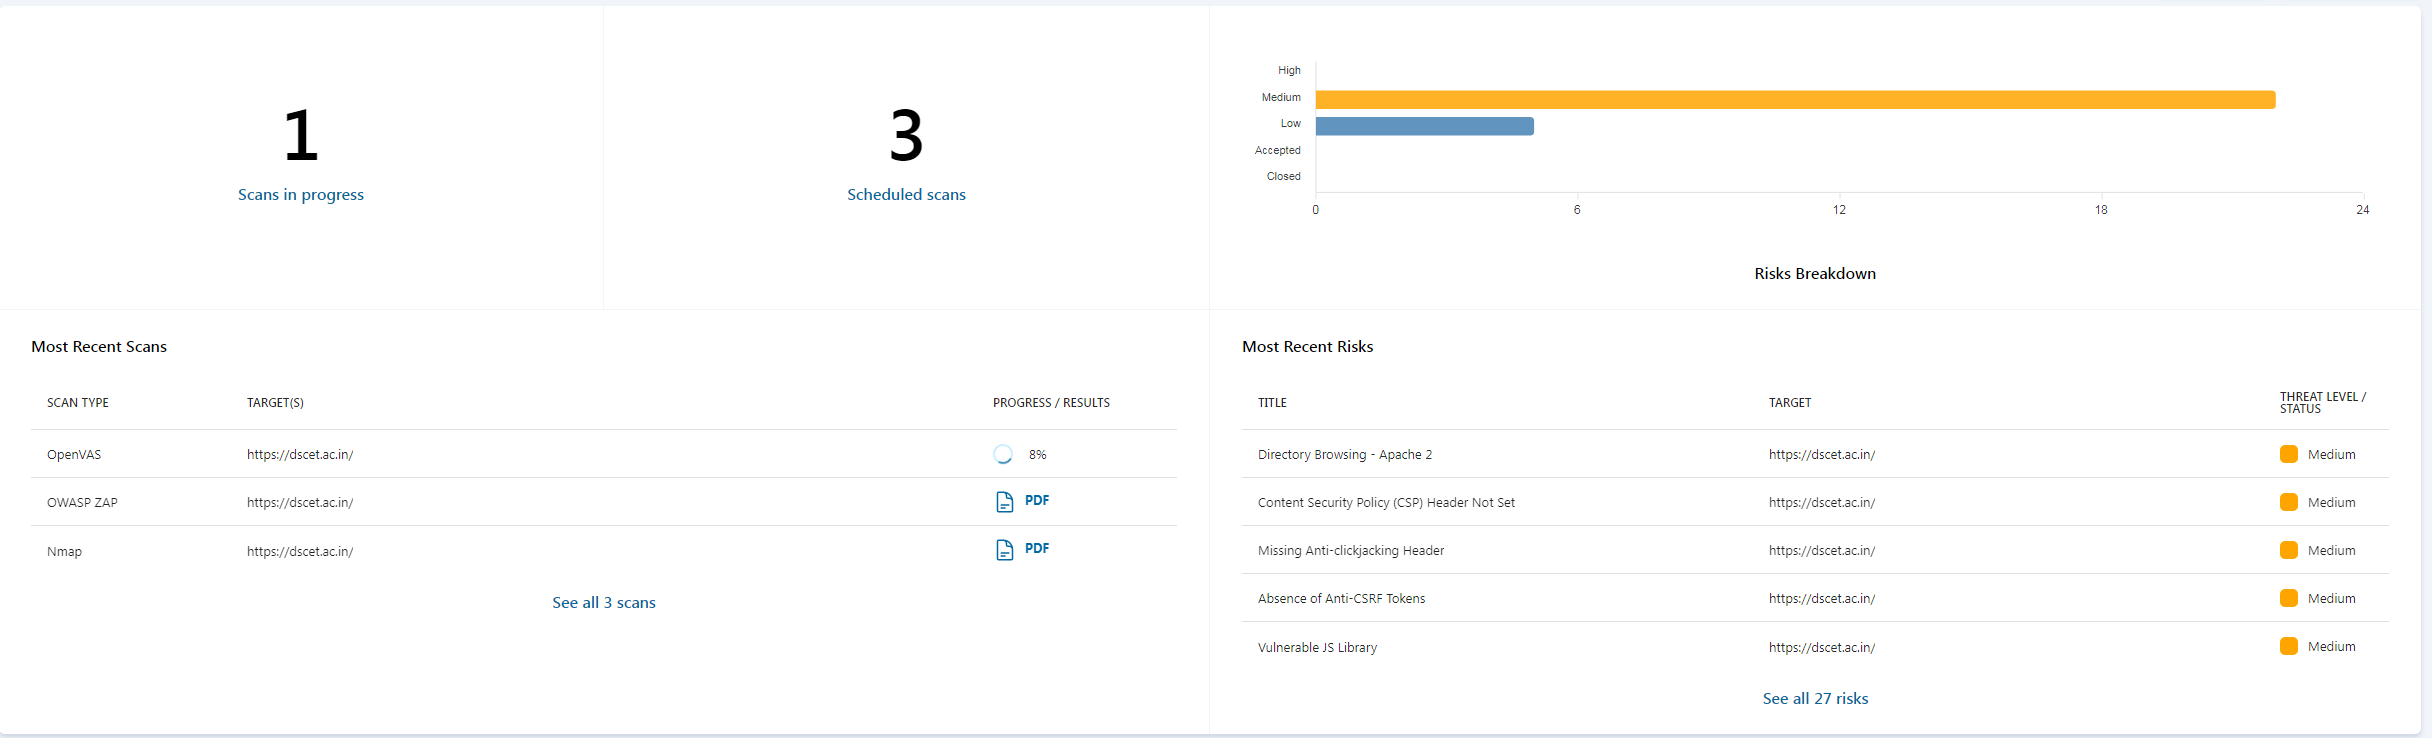 1
Scans in progress
3
Scheduled scans
High
Medium
Low
Accepted
Closed
0 6 12 18 24
Risks Breakdown
Most Recent Scans
SCAN TYPE TARGET(S) PROGRESS / RESULTS
OpenVAS https://dscet.ac.in/ 8%
OWASP ZAP https://dscet.ac.in/ PDF
Nmap https://dscet.ac.in/ PDF
See all 3 scans
Most Recent Risks
TITLE TARGET THREAT LEVEL /
STATUS
Directory Browsing - Apache 2 https://dscet.ac.in/ Medium
Content Security Policy (CSP) Header Not Set https://dscet.ac.in/ Medium
Missing Anti-clickjacking Header https://dscet.ac.in/ Medium
Absence of Anti-CSRF Tokens https://dscet.ac.in/ Medium
Vulnerable JS Library https://dscet.ac.in/ Medium
See all 27 risks